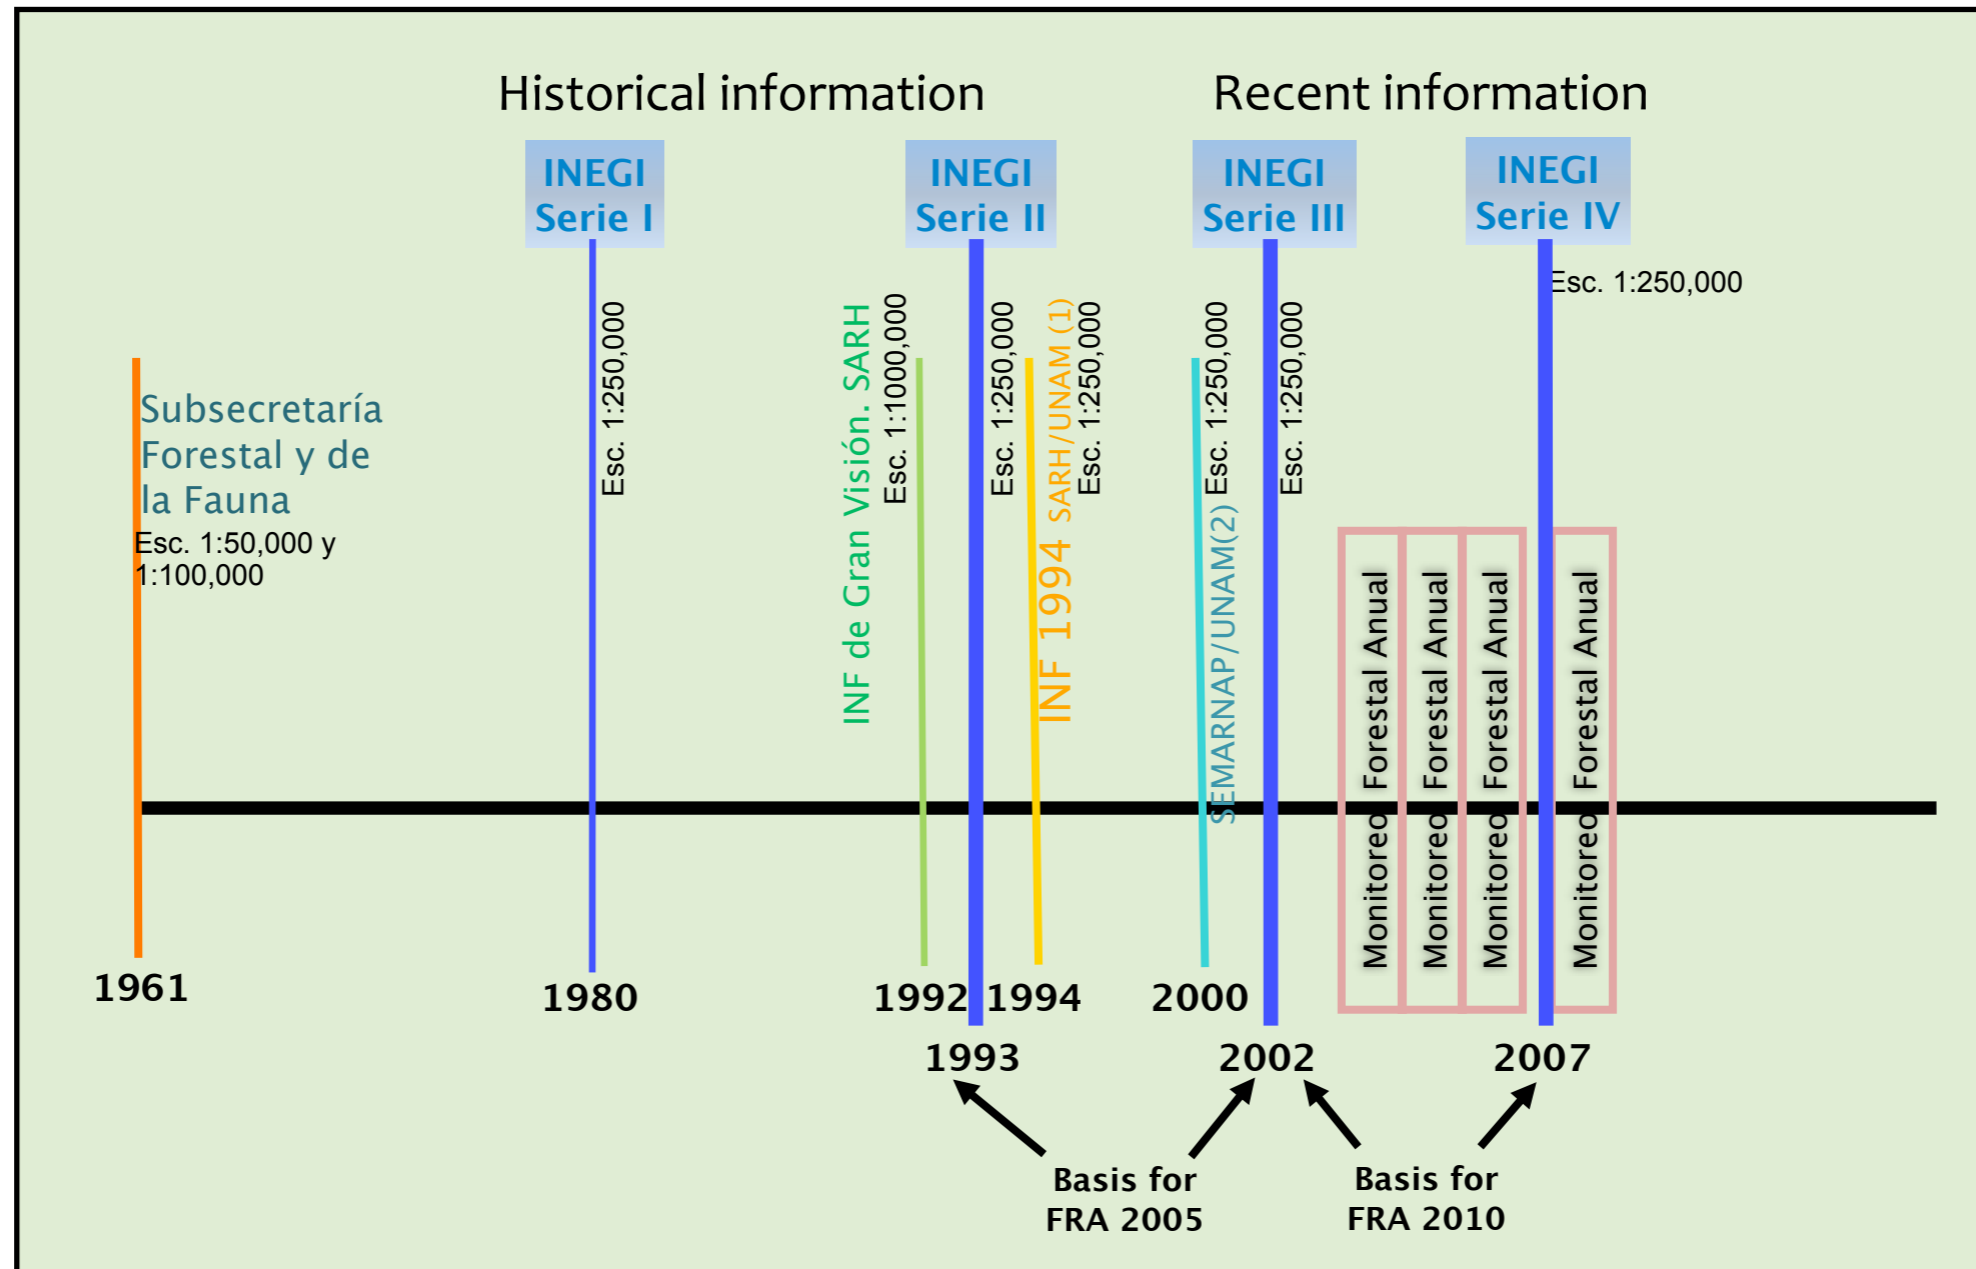 Historical information
Recent information
INEGI
Serie I
INEGI
Serie II
INEGI
Serie III
INEGI
Serie IV
Subsecretaría
Forestal y de
la Fauna
Esc. 1:50,000 y
1:100,000
Esc. 1:250,000
INF de Gran Visión. SARH
Esc. 1:1000,000
Esc. 1:250,000
INF 1994 SARH/UNAM (1)
Esc. 1:250,000
SEMARNAP/UNAM(2)
Esc. 1:250,000
Esc. 1:250,000
Esc. 1:250,000
Monitoreo Forestal Anual
Monitoreo Forestal Anual
Monitoreo Forestal Anual
Monitoreo Forestal Anual
1961
1980
1992
1994
2000
1993
2002
2007
Basis for
FRA 2005
Basis for
FRA 2010